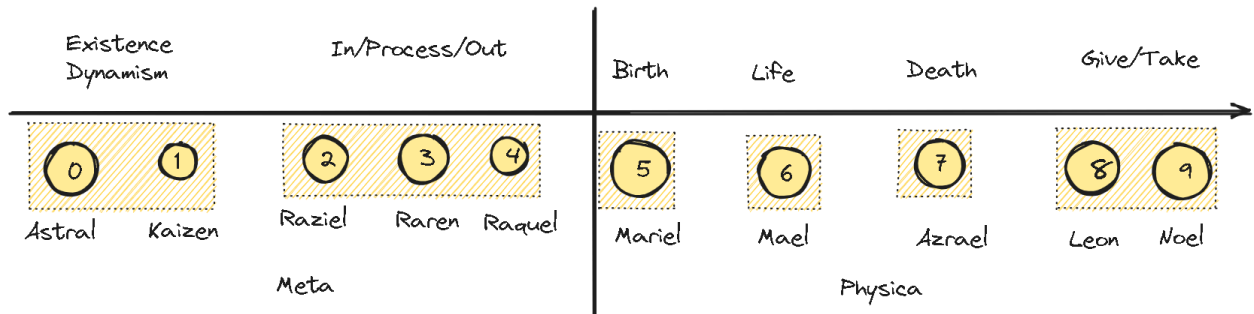 Existence
Dynamism
In/Process/Out
Birth
Life
Death
Give/Take
0
1
2
3
4
5
6
7
8
9
Astral
Kaizen
Raziel
Raren
Raquel
Mariel
Mael
Azrael
Leon
Noel
Meta
Physica